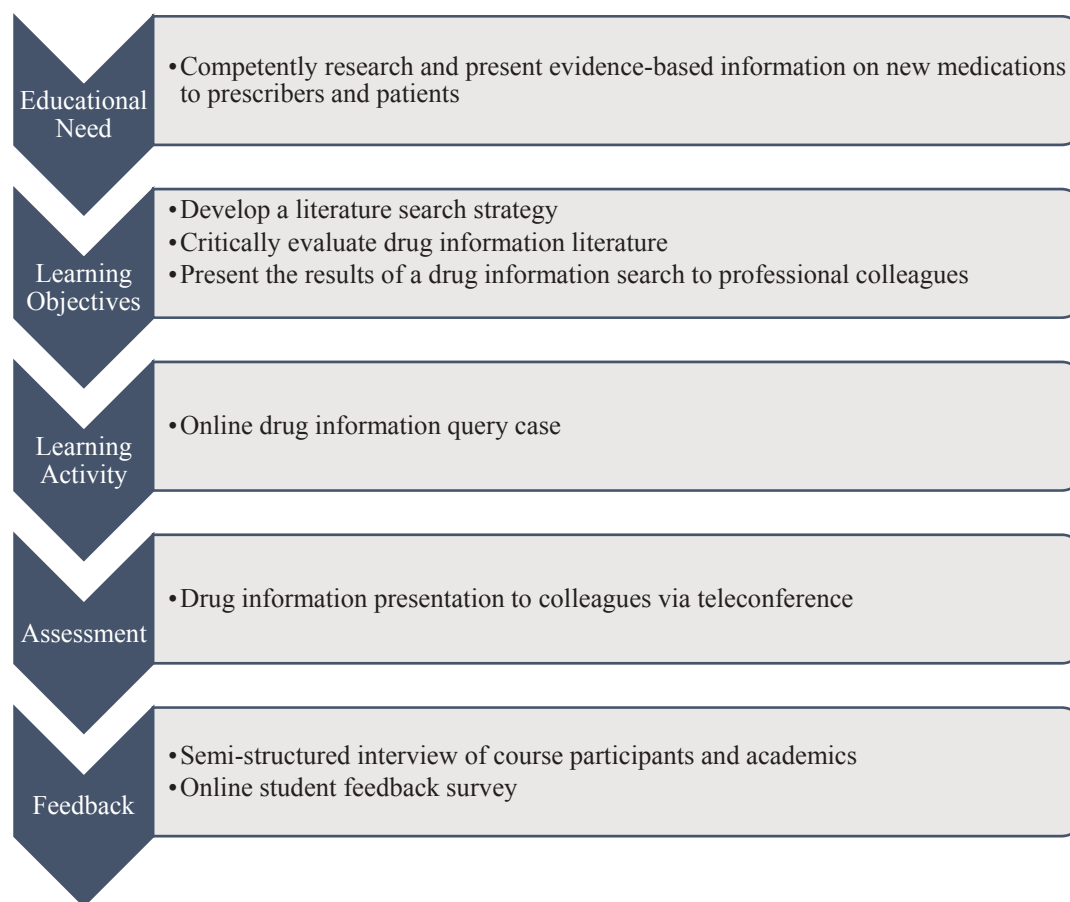 Educational
Need
•Competently research and present evidence-based information on new medications
to prescribers and patients
Learning
Objectives
•Develop a literature search strategy
•Critically evaluate drug information literature
•Present the results of a drug information search to professional colleagues
Learning
Activity
•Online drug information query case
Assessment
•Drug information presentation to colleagues via teleconference
Feedback
•Semi-structured interview of course participants and academics
•Online student feedback survey